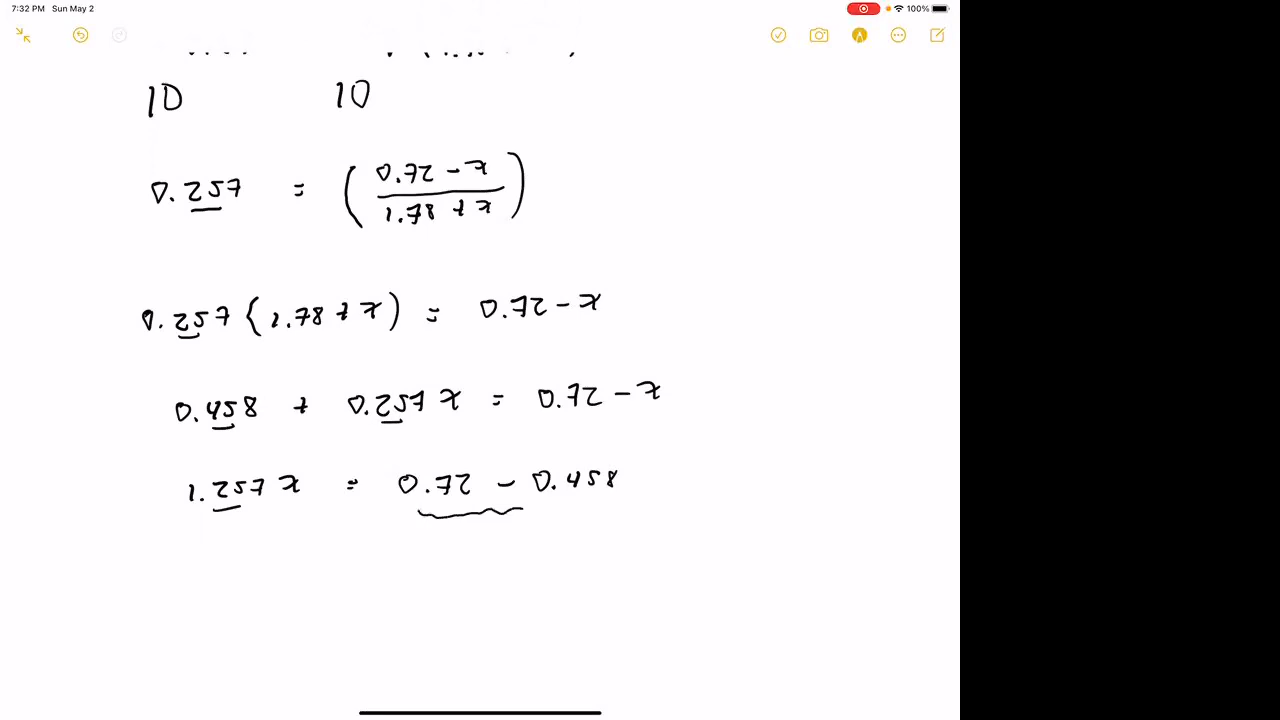 7:32 PM Sun May 2 100%
10 10
0.257 = (0.72 - x / 1.78 + x)
0.257 (1.78 + x) = 0.72 - x
0.458 + 0.257 x = 0.72 - x
1.257 x = 0.72 - 0.458